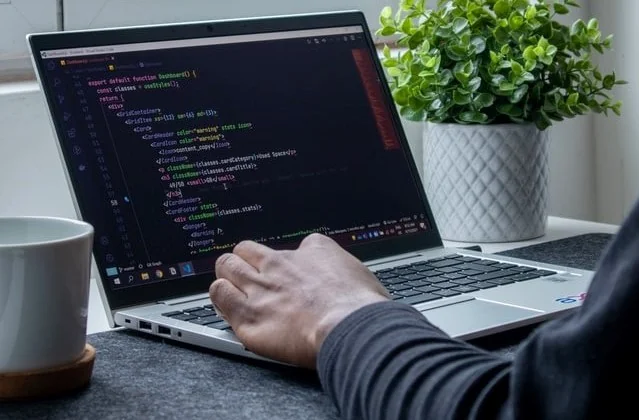 export default function Dashboard() {
const classes = useStyles();
return (
<div>
<GridContainer>
<GridItem xs={12} sm={6} md={3}>
<Card>
<CardHeader color="warning" stats icon>
<CardIcon color="warning">
<Icon>content_copy</Icon>
</CardIcon>
<p className={classes.cardCategory}>Used Space</p>
<h3 className={classes.cardTitle}>
49/50 <small>GB</small>
</h3>
</CardHeader>
<CardFooter stats>
<div className={classes.stats}>
<Danger>
<Warning />
</Danger>